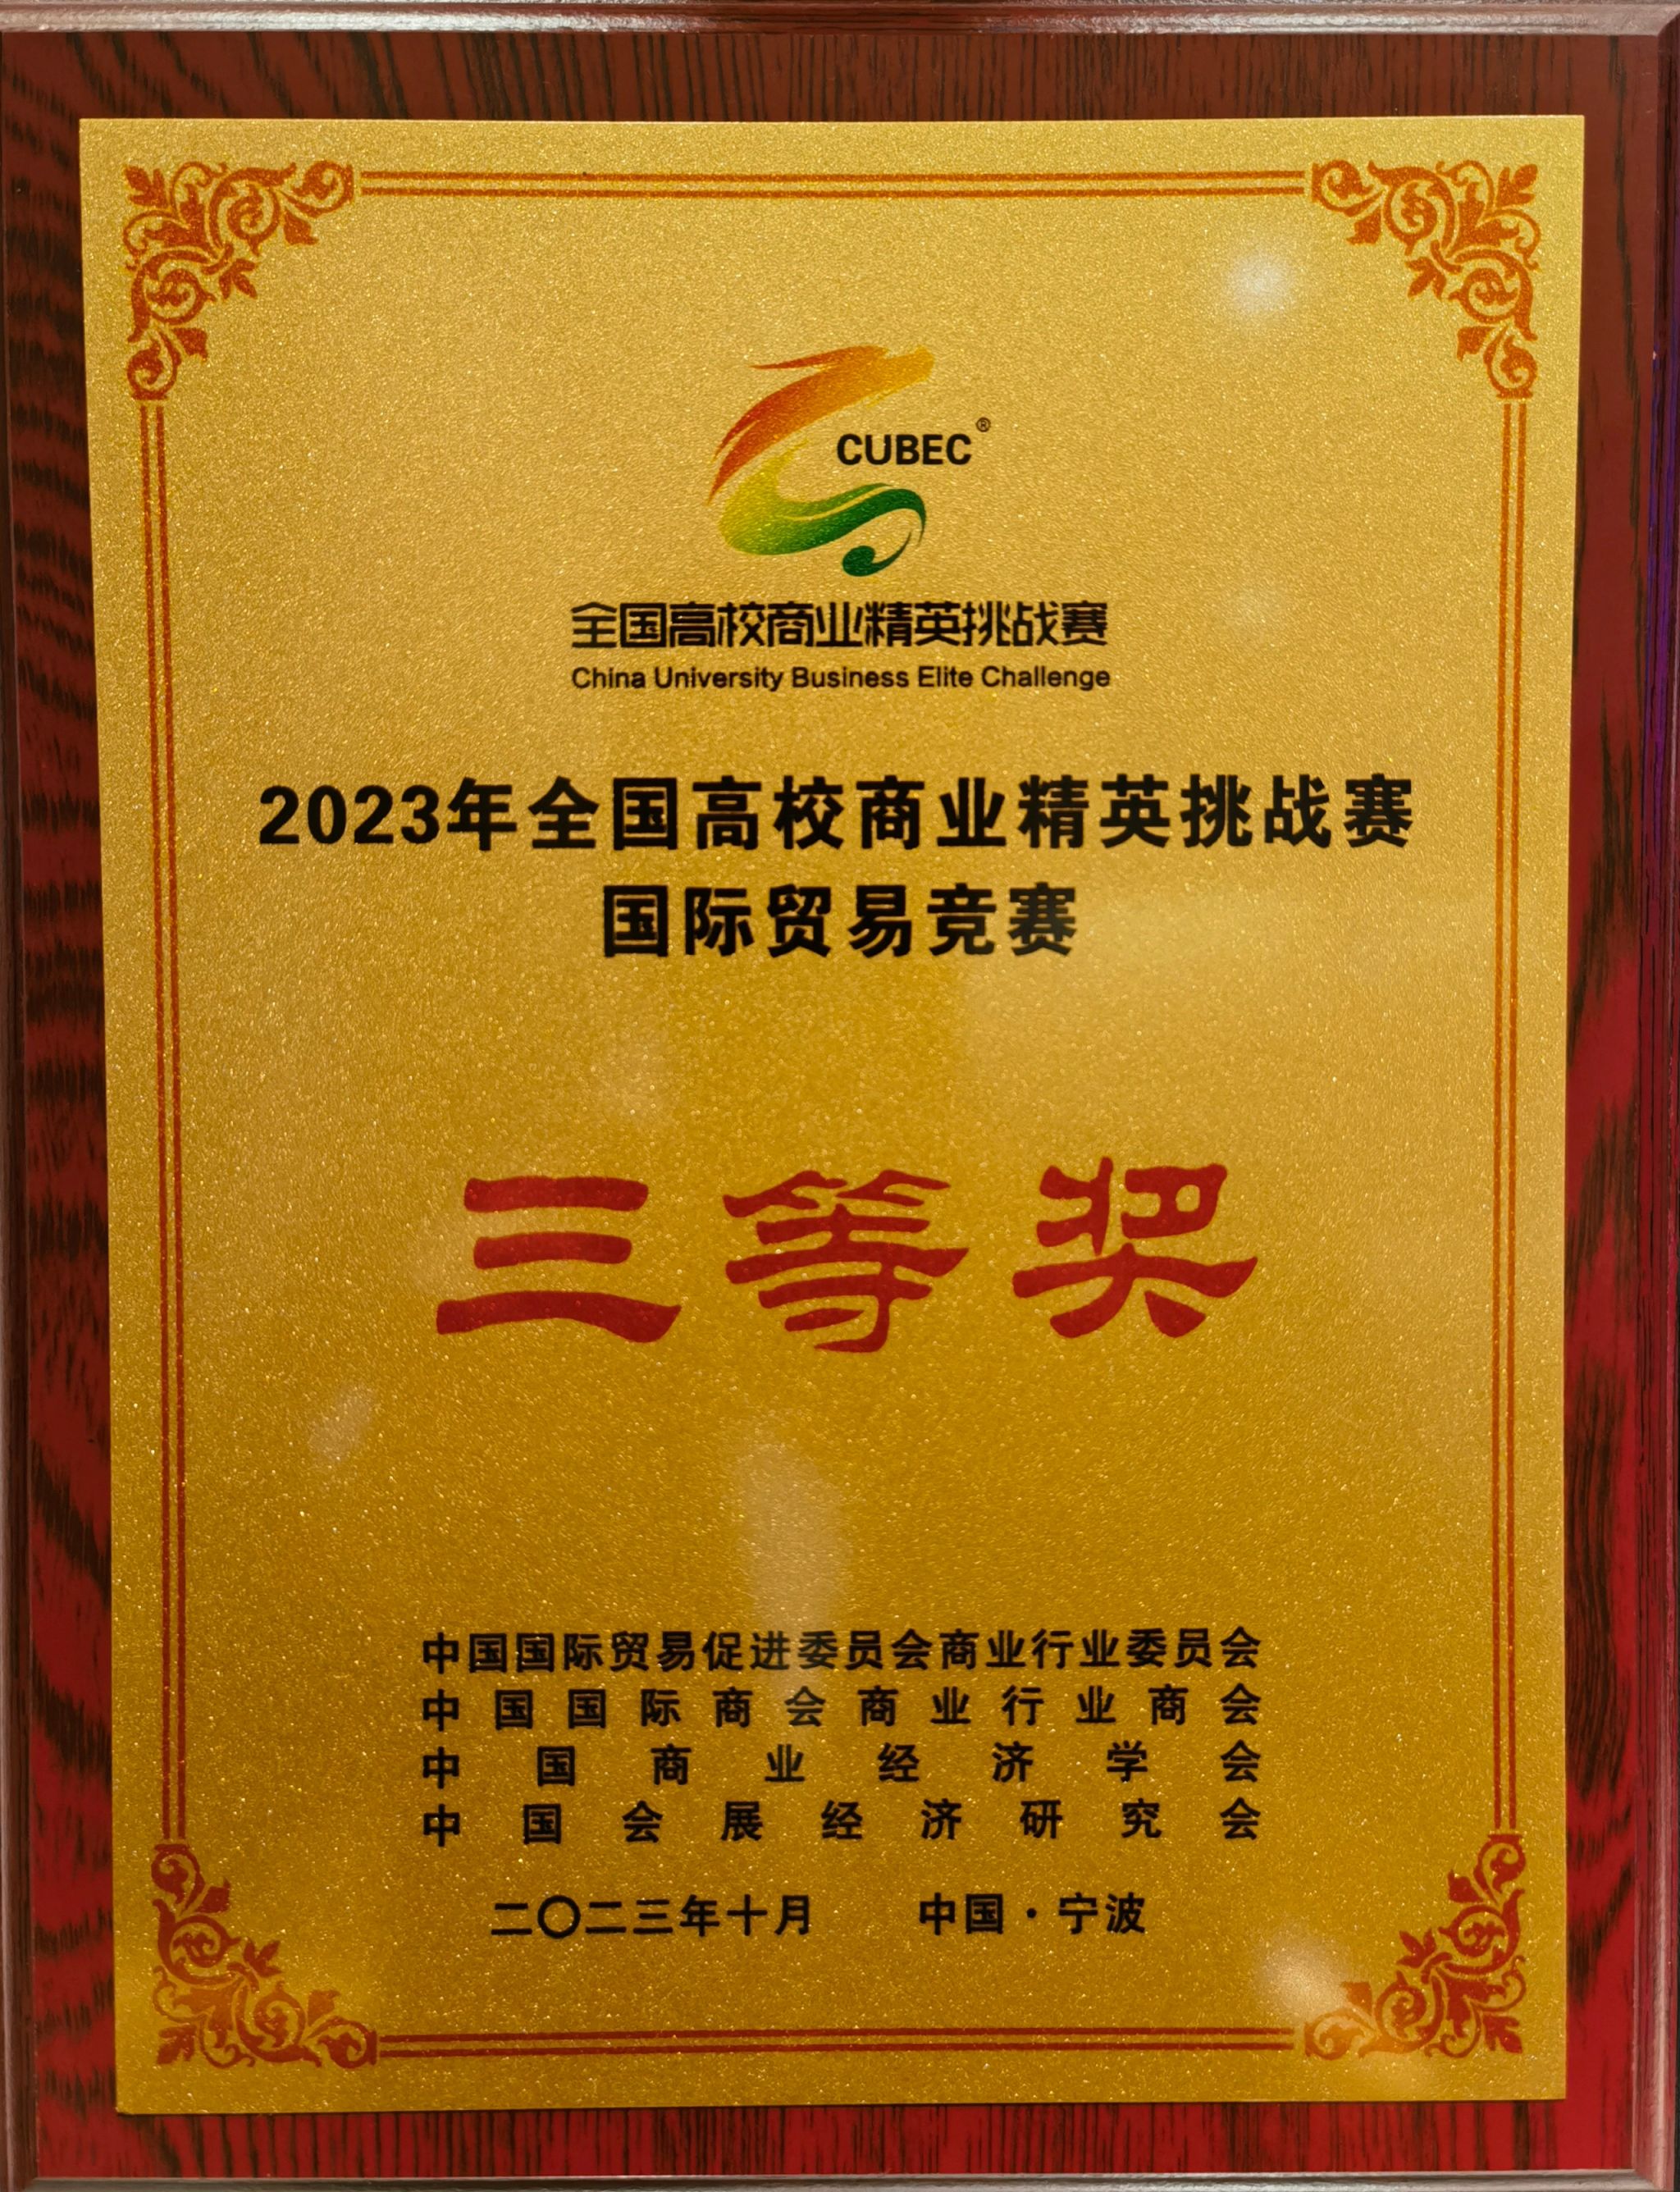 CUBEC®
全国高校商业精英挑战赛
China University Business Elite Challenge
2023年全国高校商业精英挑战赛
国际贸易竞赛
三等奖
中国国际贸易促进委员会商业行业委员会
中国国际商会商业行业商会
中国商业经济学会
中国会展经济研究会
二〇二三年十月 中国·宁波